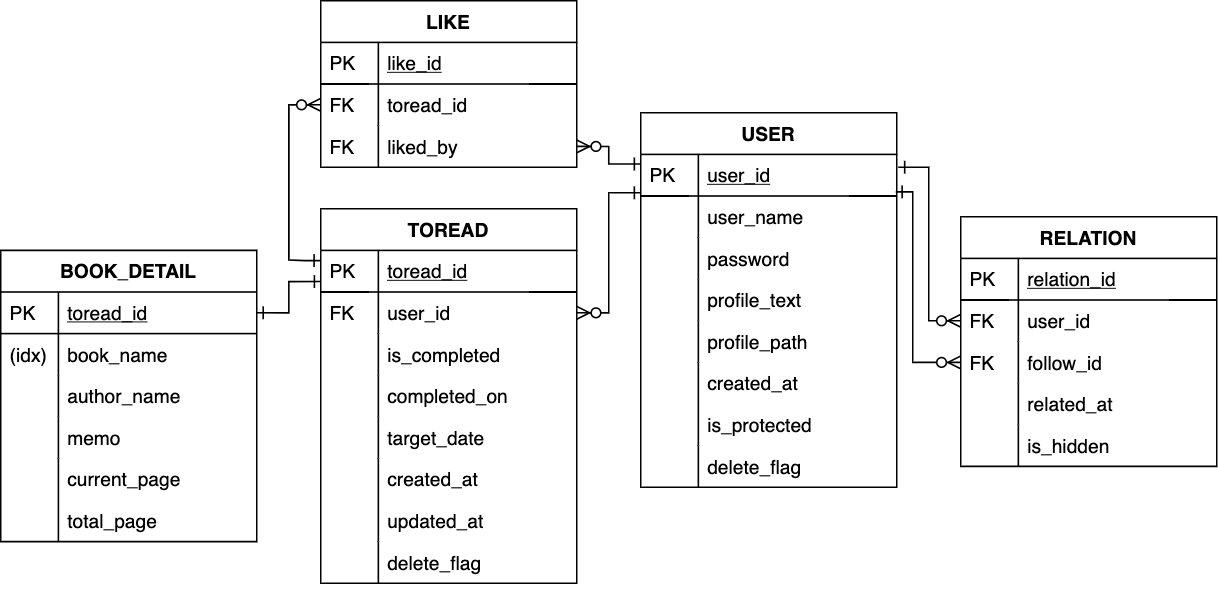 LIKE
PK like_id
FK toread_id
FK liked_by
USER
PK user_id
user_name
password
profile_text
profile_path
created_at
is_protected
delete_flag
TOREAD
PK toread_id
FK user_id
is_completed
completed_on
target_date
created_at
updated_at
delete_flag
BOOK_DETAIL
PK toread_id
(idx) book_name
author_name
memo
current_page
total_page
RELATION
PK relation_id
FK user_id
FK follow_id
related_at
is_hidden